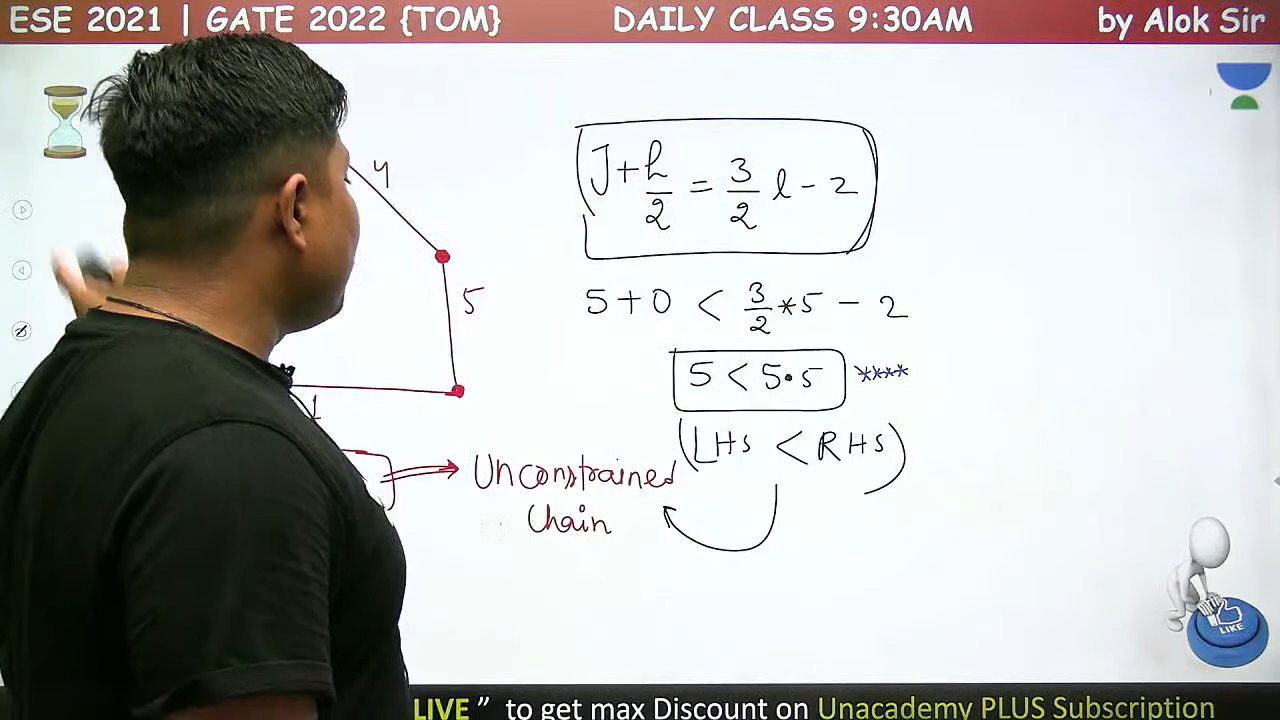 ESE 2021 | GATE 2022 {TOM} DAILY CLASS 9:30AM by Alok Sir
4
J + h/2 = 3/2 l - 2
5
5 + 0 < 3/2 * 5 - 2
5 < 5.5 ****
1
(LHS < RHS)
Unconstrained
Chain
LIKE
LIVE ” to get max Discount on Unacademy PLUS Subscription